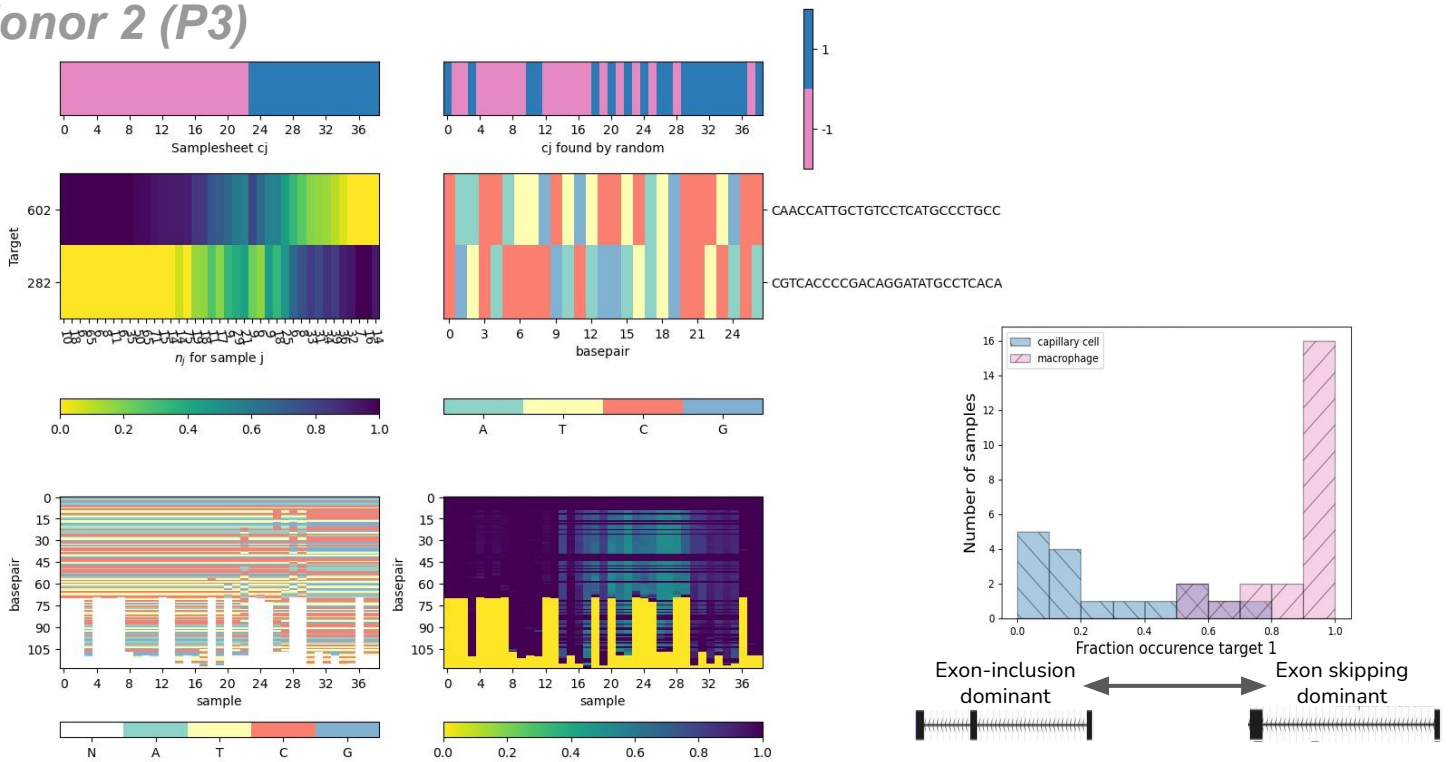 onor 2 (P3)
0 4 8 12 16 20 24 28 32 36
Samplesheet cj
0 4 8 12 16 20 24 28 32 36
cj found by random
1
-1
Target
602
282
n_j for sample j
CAACCATTGCTGTCCTCATGCCCTGCC
CGTCACCCCGACAGGATATGCCTCACA
0 3 6 9 12 15 18 21 24
basepair
0.0 0.2 0.4 0.6 0.8 1.0
A T C G
basepair
0
15
30
45
60
75
90
105
0 4 8 12 16 20 24 28 32 36
sample
basepair
0
15
30
45
60
75
90
105
0 4 8 12 16 20 24 28 32 36
sample
N A T C G
0.0 0.2 0.4 0.6 0.8 1.0
capillary cell
macrophage
Number of samples
16
14
12
10
8
6
4
2
0
0.0 0.2 0.4 0.6 0.8 1.0
Fraction occurence target 1
Exon-inclusion
dominant
Exon skipping
dominant